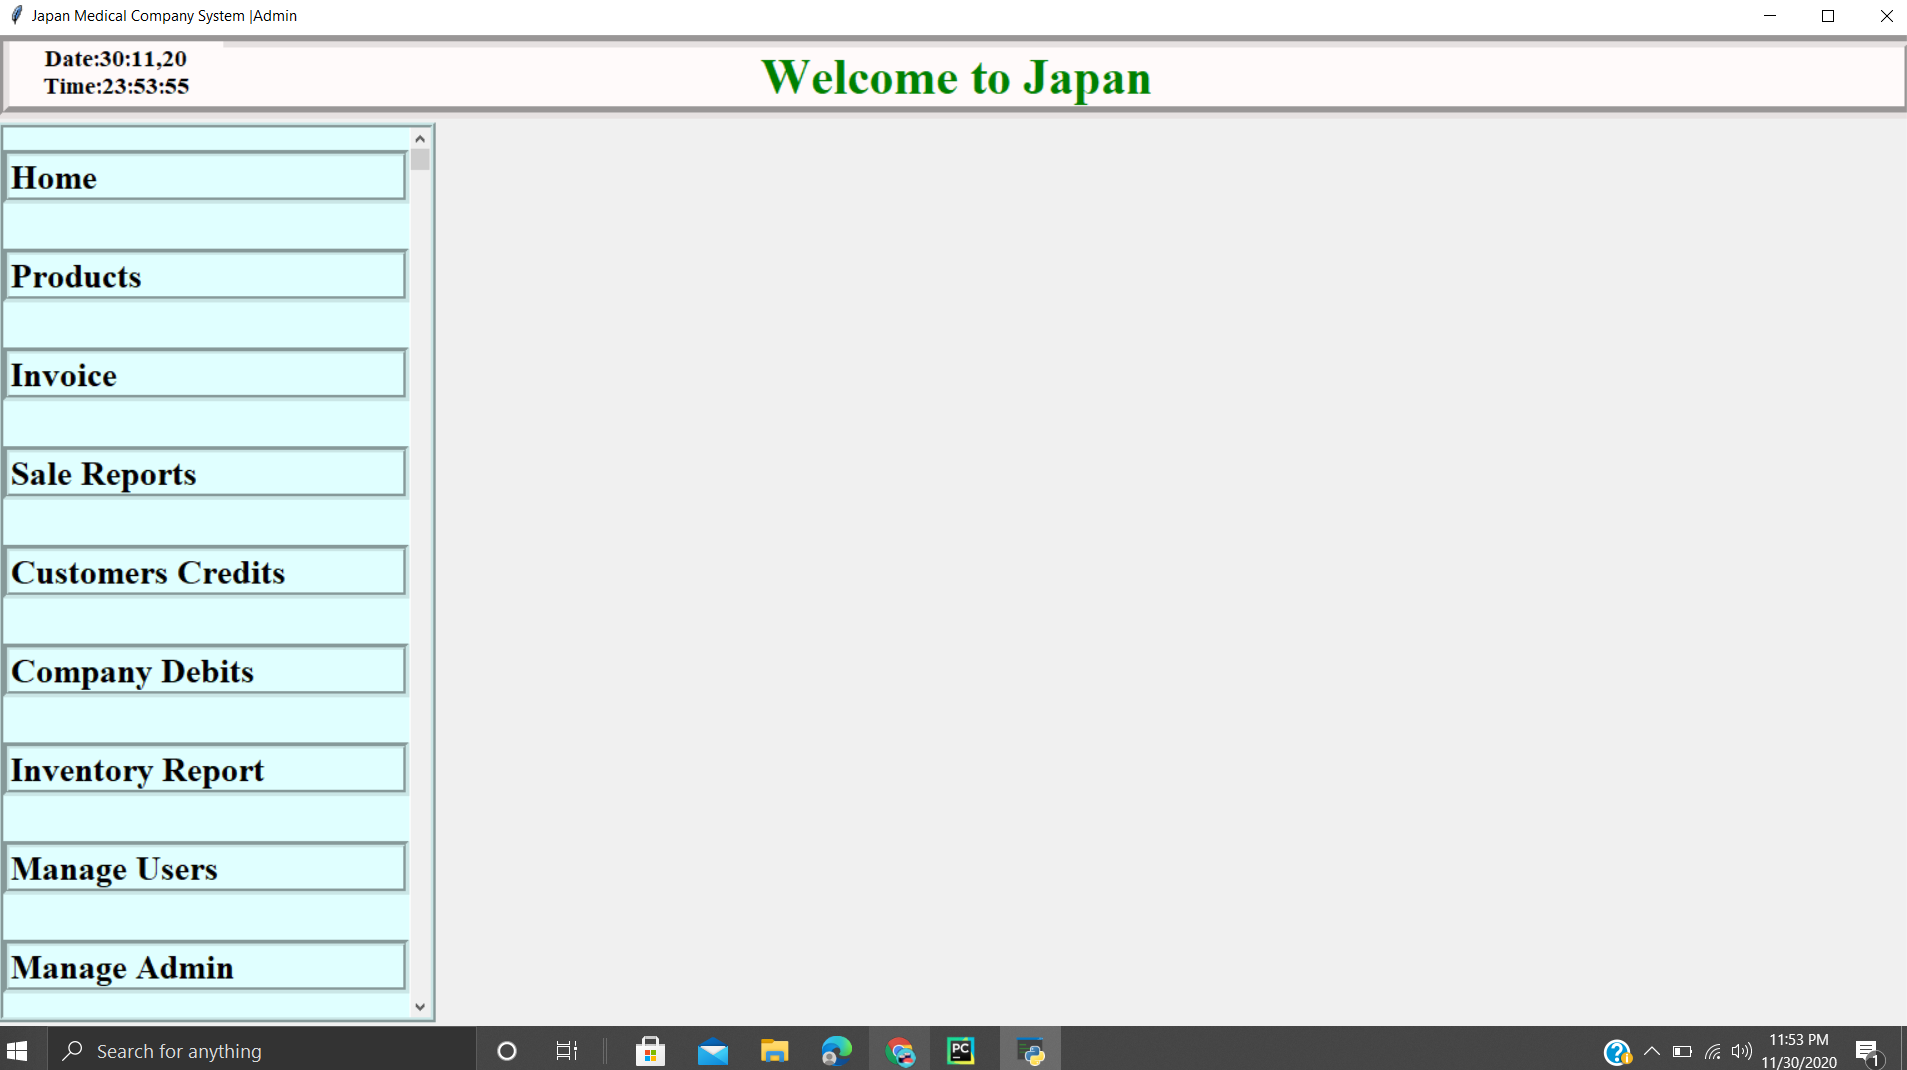 Japan Medical Company System |Admin
Date:30:11,20
Time:23:53:55
Welcome to Japan
Home
Products
Invoice
Sale Reports
Customers Credits
Company Debits
Inventory Report
Manage Users
Manage Admin
Search for anything
PC
11:53 PM
11/30/2020
1